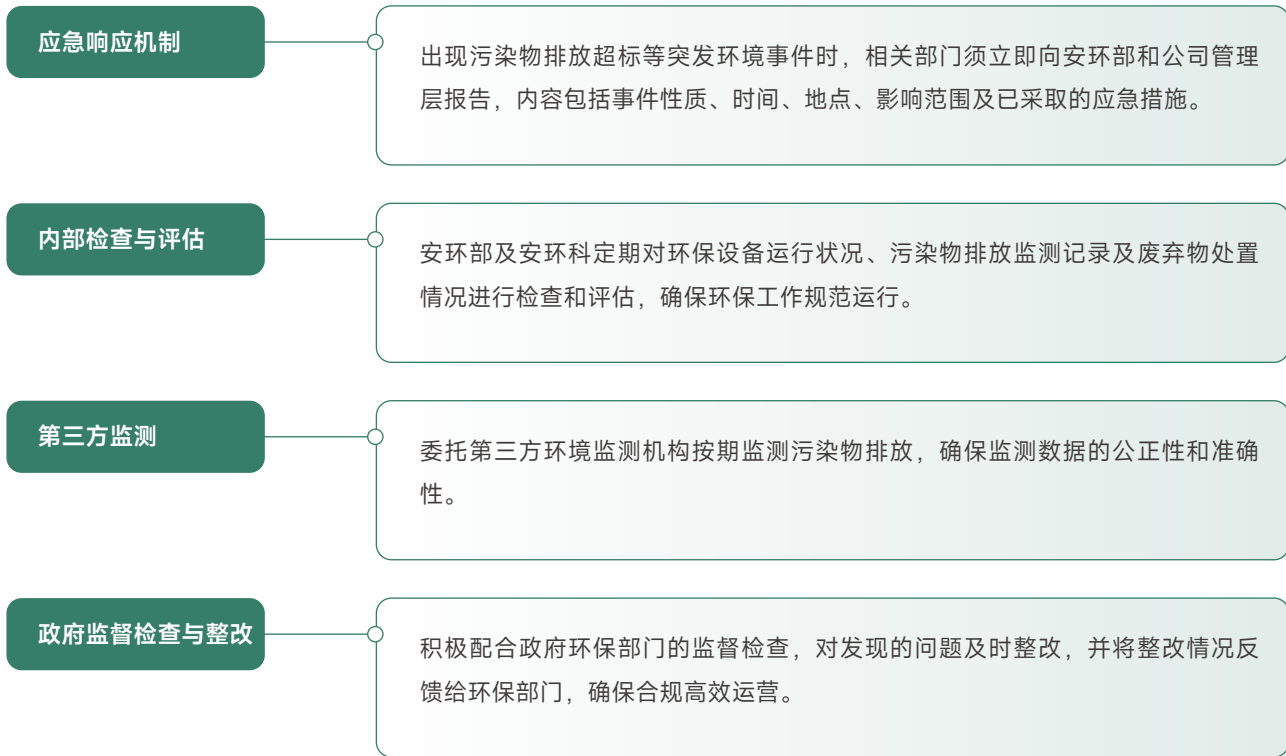 应急响应机制
出现污染物排放超标等突发环境事件时，相关部门须立即向安环部和公司管理
层报告，内容包括事件性质、时间、地点、影响范围及已采取的应急措施。
内部检查与评估
安环部及安环科定期对环保设备运行状况、污染物排放监测记录及废弃物处置
情况进行检查和评估，确保环保工作规范运行。
第三方监测
委托第三方环境监测机构按期监测污染物排放，确保监测数据的公正性和准确
性。
政府监督检查与整改
积极配合政府环保部门的监督检查，对发现的问题及时整改，并将整改情况反
馈给环保部门，确保合规高效运营。